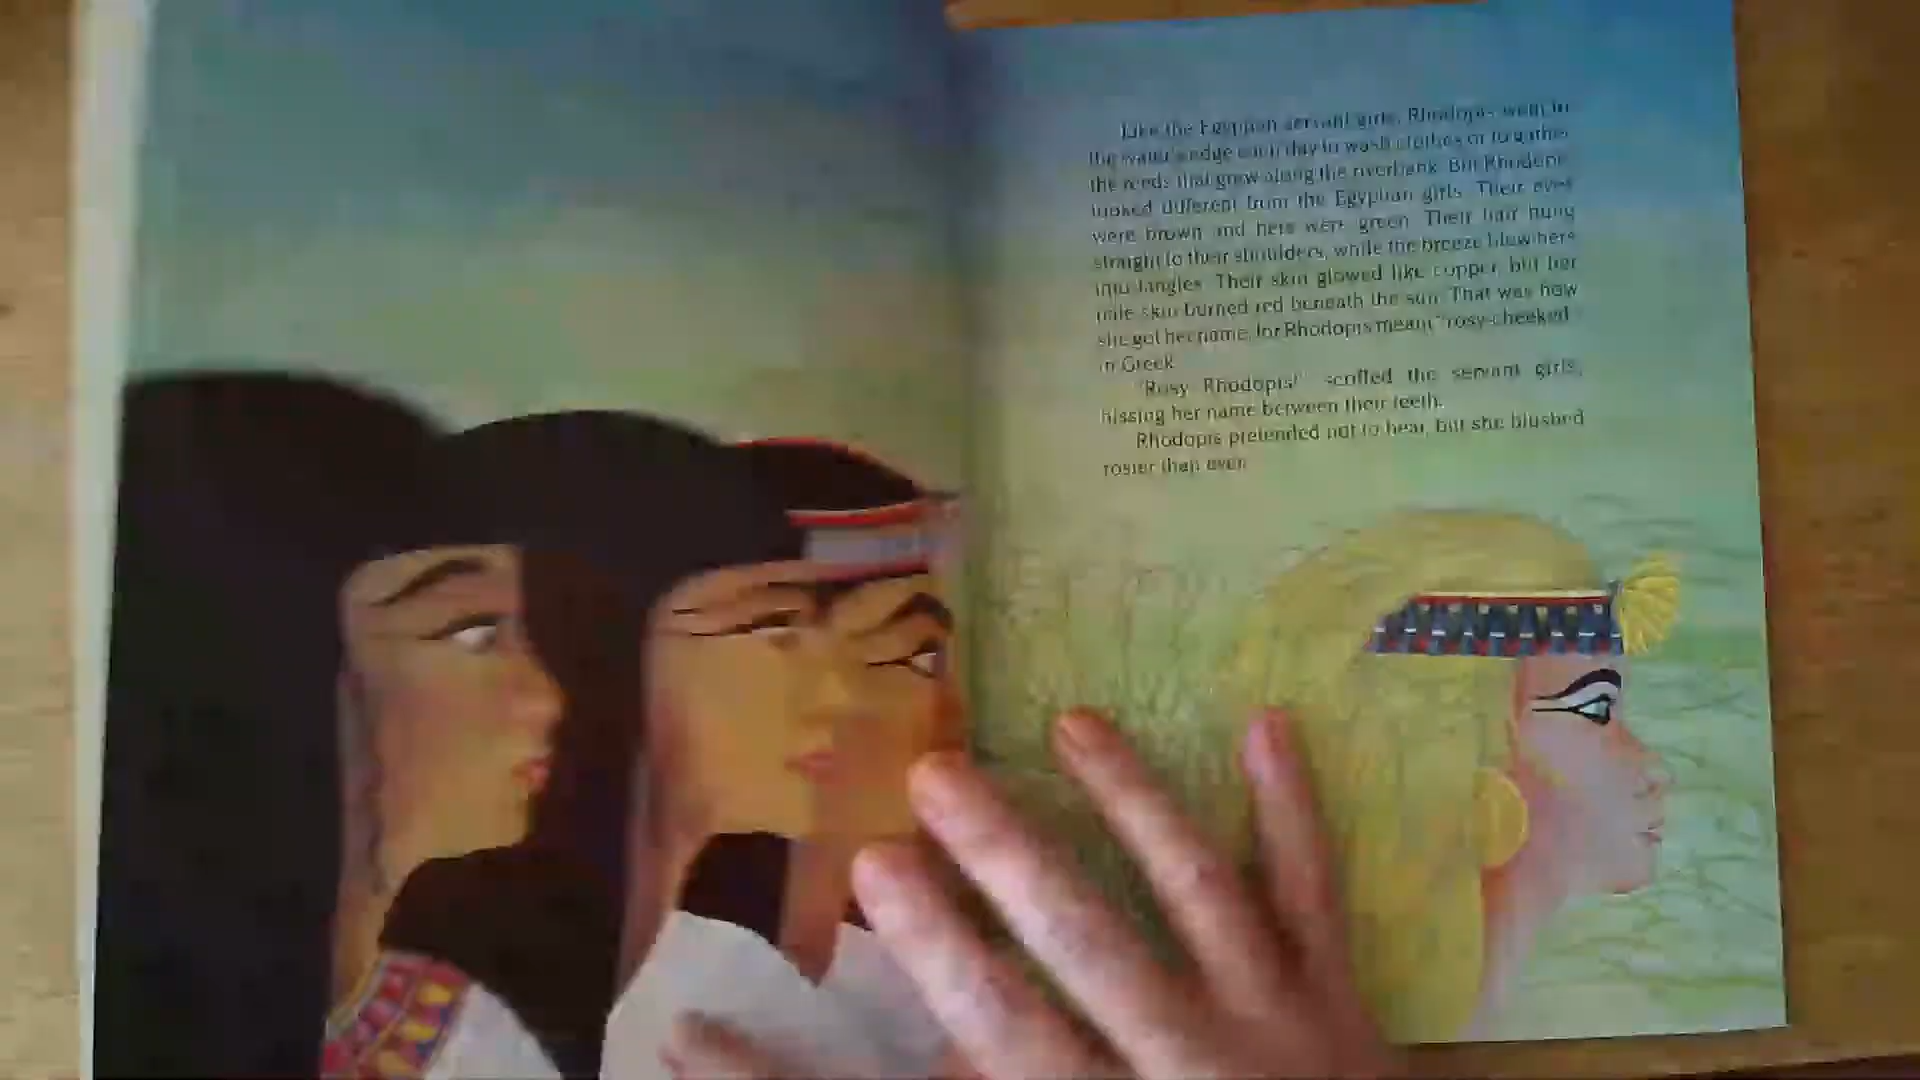 Like the Egyptian servant girls, Rhodopis went to
the water's edge each day to wash clothes or to gather
the reeds that grew along the riverbank. But Rhodopis
looked different from the Egyptian girls. Their eyes
were brown and hers were green. Their hair hung
straight to their shoulders, while the breeze blew hers
into tangles. Their skin glowed like copper, but her
pale skin burned red beneath the sun. That was how
she got her name, for Rhodopis meant "rosy-cheeked"
in Greek.
"Rosy Rhodopis!" scoffed the servant girls,
hissing her name between their teeth.
Rhodopis pretended not to hear, but she blushed
rosier than ever.